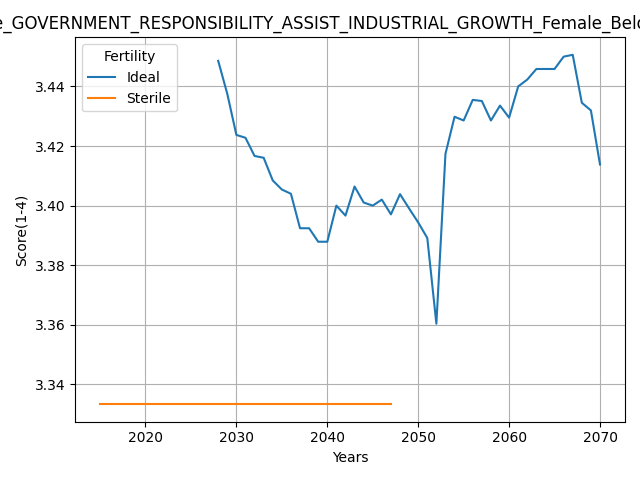 GOVERNMENT_RESPONSIBILITY_ASSIST_INDUSTRIAL_GROWTH_Female
Fertility
Ideal
Sterile
Score(1-4)
3.44
3.42
3.40
3.38
3.36
3.34
2020 2030 2040 2050 2060 2070
Years